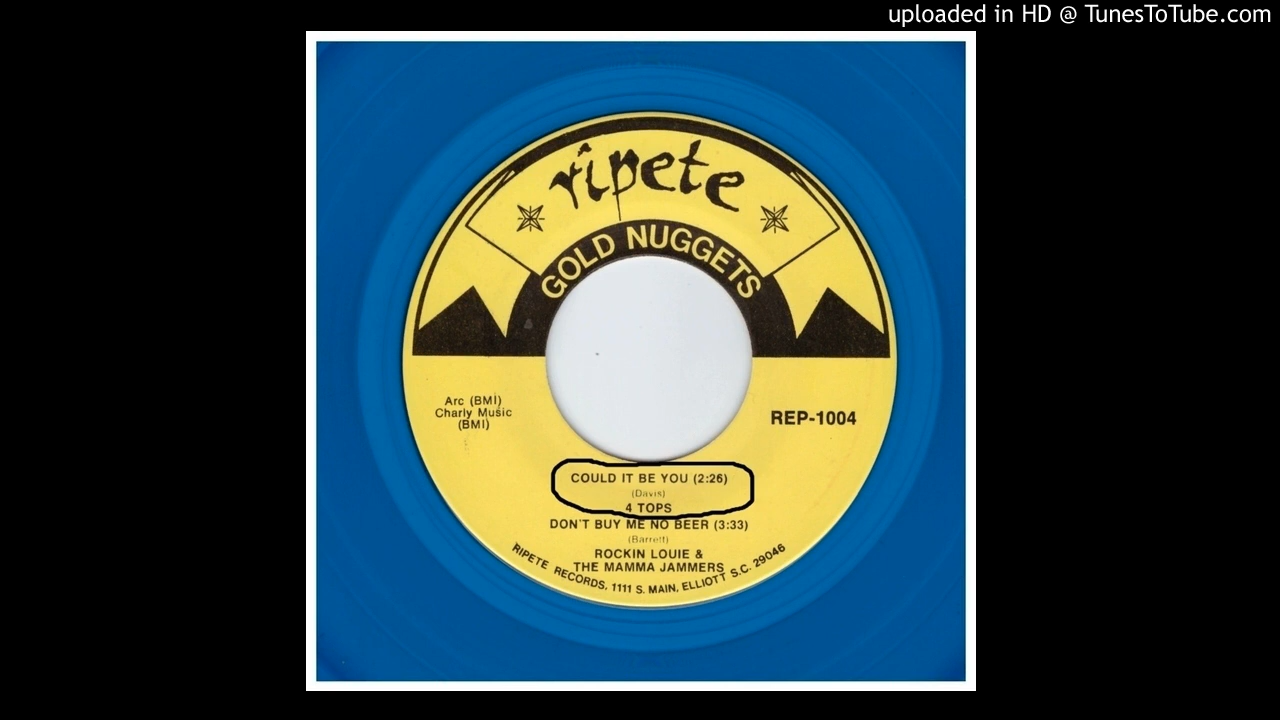 uploaded in HD @ TunesToTube.com
ripete
GOLD NUGGETS
Arc (BMI)
Charly Music
(BMI)
REP-1004
COULD IT BE YOU (2:26)
(Davis)
4 TOPS
DON'T BUY ME NO BEER (3:33)
(Barrett)
ROCKIN LOUIE &
THE MAMMA JAMMERS
RIPETE RECORDS, 1111 S. MAIN, ELLIOTT S.C. 29046